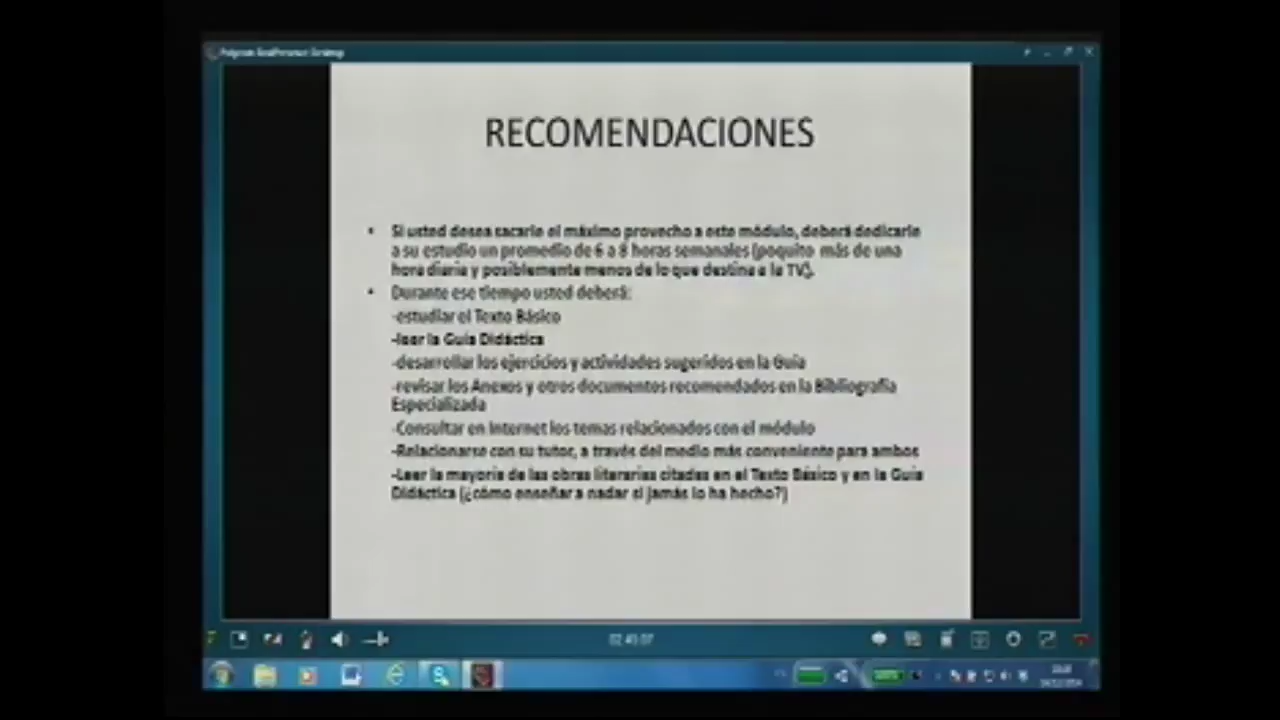 RECOMENDACIONES
• Si usted desea sacarle el máximo provecho a este módulo, deberá dedicarle
a su estudio un promedio de 6 a 8 horas semanales (poquito más de una
hora diaria y posiblemente menos de lo que destina a la TV).
• Durante ese tiempo usted deberá:
-estudiar el Texto Básico
-leer la Guía Didáctica
-desarrollar los ejercicios y actividades sugeridos en la Guía
-revisar los Anexos y otros documentos recomendados en la Bibliografía
Especializada
-Consultar en Internet los temas relacionados con el módulo
-Relacionarse con su tutor, a través del medio más conveniente para ambos
-Leer la mayoría de las obras literarias citadas en el Texto Básico y en la Guía
Didáctica (¿cómo enseñar a nadar si jamás lo ha hecho?)